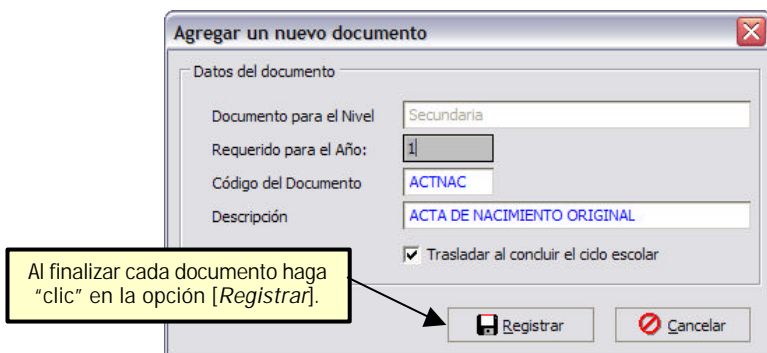 Agregar un nuevo documento
Datos del documento
Documento para el Nivel Secundaria
Requerido para el Año: 1
Código del Documento ACTNAC
Descripción ACTA DE NACIMIENTO ORIGINAL
Trasladar al concluir el ciclo escolar
Al finalizar cada documento haga
“clic” en la opción [Registrar].
Registrar Cancelar